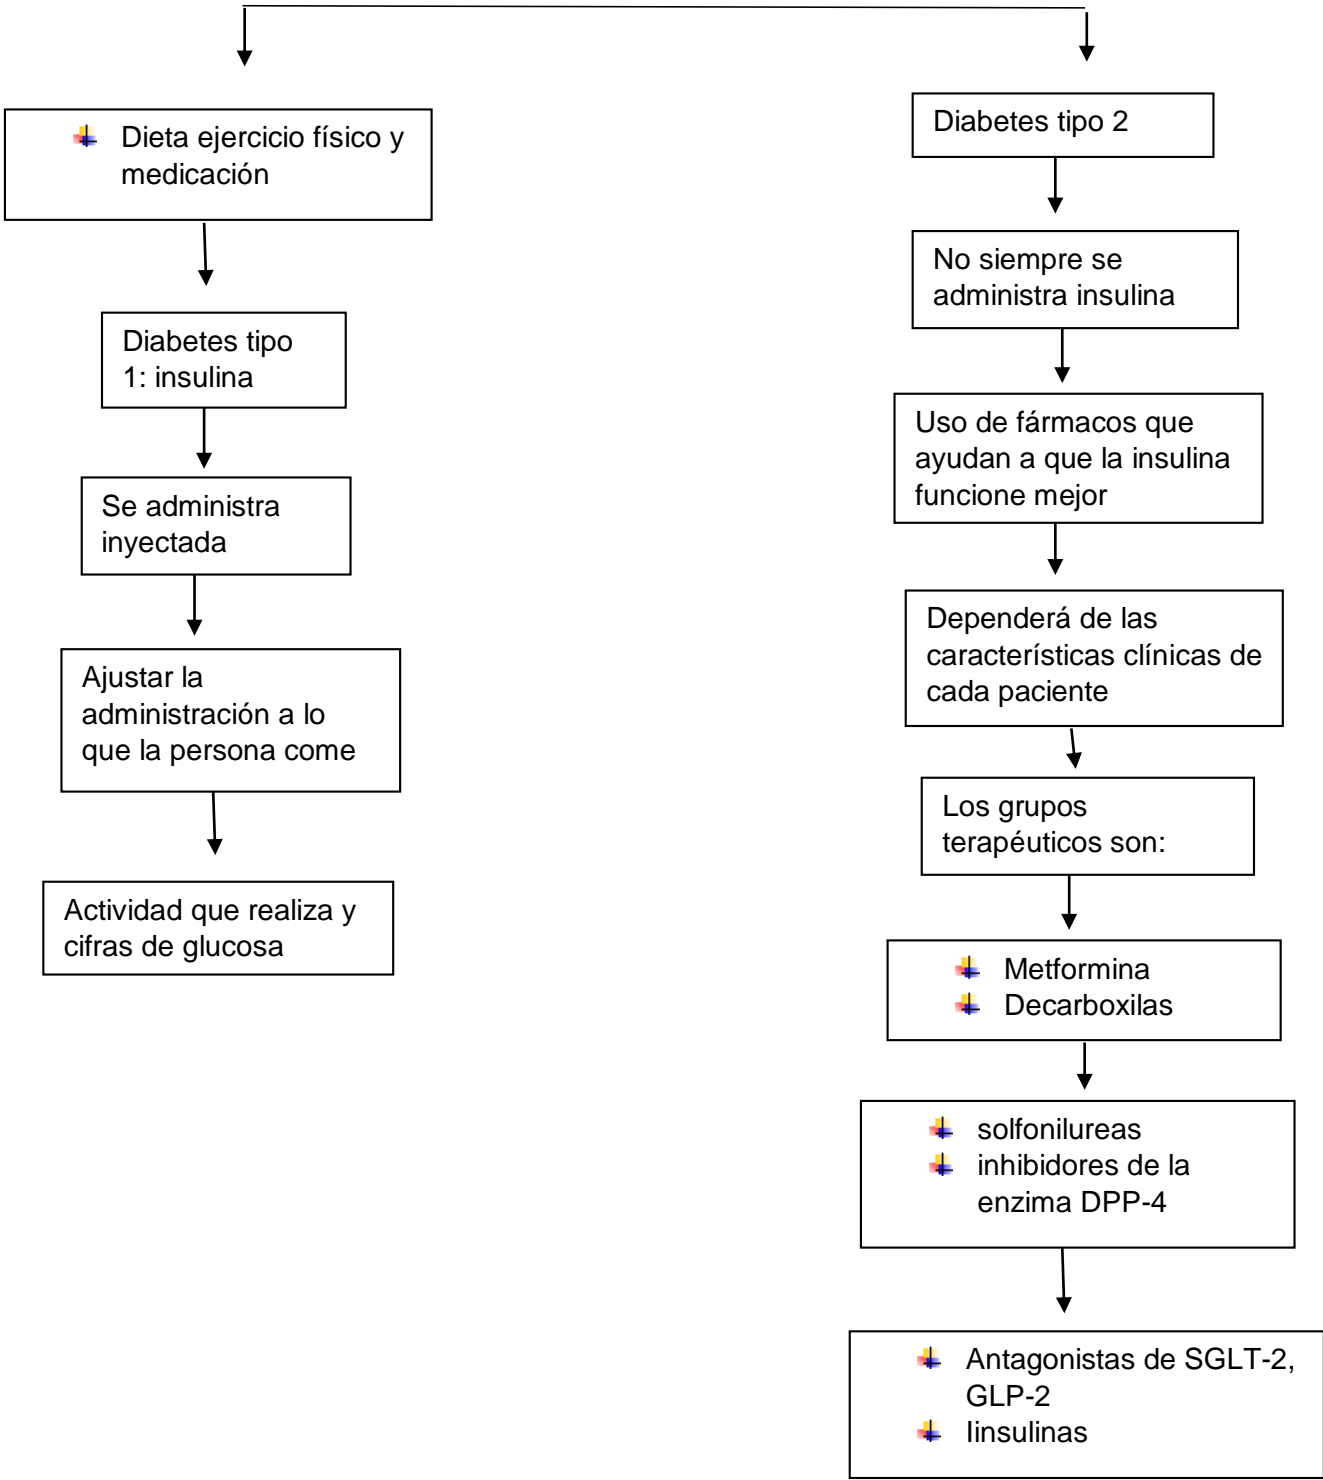 Dieta ejercicio físico y
medicación
Diabetes tipo
1: insulina
Se administra
inyectada
Ajustar la
administración a lo
que la persona come
Actividad que realiza y
cifras de glucosa
Diabetes tipo 2
No siempre se
administra insulina
Uso de fármacos que
ayudan a que la insulina
funcione mejor
Dependerá de las
características clínicas de
cada paciente
Los grupos
terapéuticos son:
Metformina
Decarboxilas
solfonilureas
inhibidores de la
enzima DPP-4
Antagonistas de SGLT-2,
GLP-2
Iinsulinas